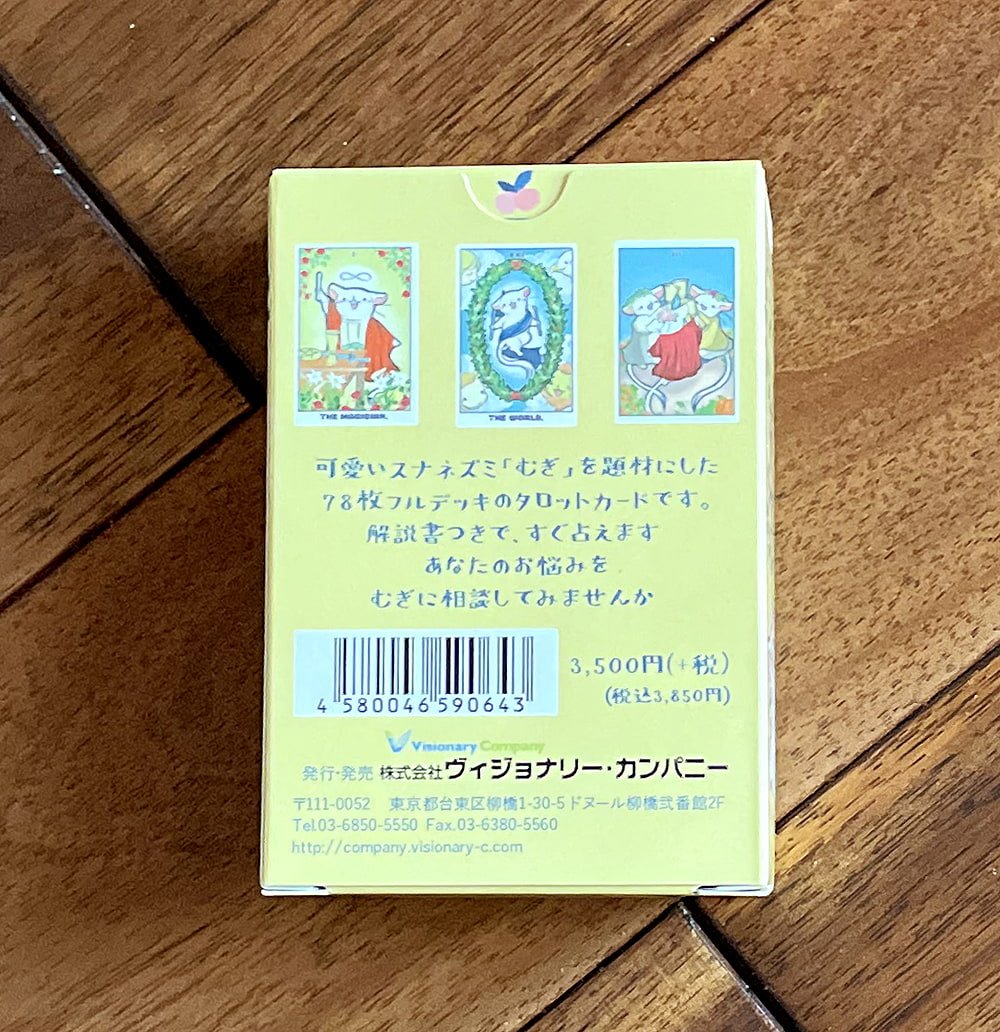 THE MAGICIAN.
THE WORLD.
可愛いスナネズミ「むぎ」を題材にした
78枚フルデッキのタロットカードです。
解説書つきで、すぐ占えます
あなたのお悩みを
むぎに相談してみませんか
3,500円(+税)
(税込3,850円)
4 580046 590643
Visionary Company
発行・発売 株式会社ヴィジョナリー・カンパニー
〒111-0052 東京都台東区柳橋1-30-5ドヌール柳橋弐番館2F
Tel.03-6850-5550 Fax.03-6380-5560
http://company.visionary-c.com